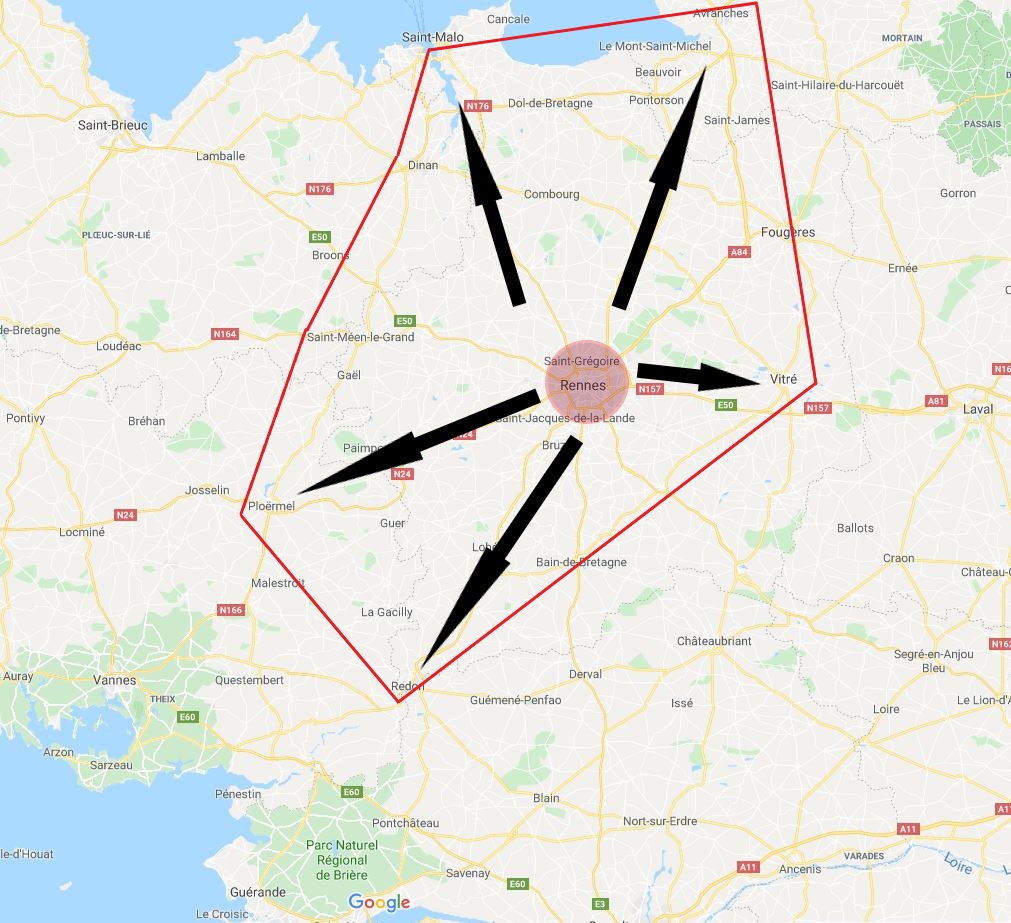 Cancale
Avranches
Saint-Malo
MORTAIN
Le Mont-Saint-Michel
Beauvoir
Saint-Hilaire-du-Harcouët
Pontorson
N176
Dol-de-Bretagne
Saint-James
Saint-Brieuc
PASSAIS
Lamballe
Dinan
N176
Combourg
Gorron
PLŒUC-SUR-LIÉ
E50
Fougères
Broons
A84
Ernée
E50
de-Bretagne
N164
Saint-Méen-le-Grand
Loudéac
Saint-Grégoire
Gaël
Rennes
Vitré
N157
E50
N157
A81
Laval
Pontivy
Bréhan
Saint-Jacques-de-la-Lande
Paimp
N24
Bru
N24
Josselin
Ploërmel
N24
Guer
Locminé
Ballots
Lohé
Bain-de-Bretagne
Craon
Château-G
Malestroit
N166
La Gacilly
Châteaubriant
N162
Segré-en-Anjou
Bleu
Auray
Vannes
Questembert
Redon
Derval
THEIX
E60
Guémené-Penfao
Issé
Loire
Le Lion-d'A
Arzon
Sarzeau
Pénestin
E60
Blain
Pontchâteau
Nort-sur-Erdre
A11
A11
Parc Naturel
Régional
de Brière
le-d'Houat
VARADES
A11
Ancenis
Loire
Savenay
E60
Guérande
Google
E3
Le Croisic